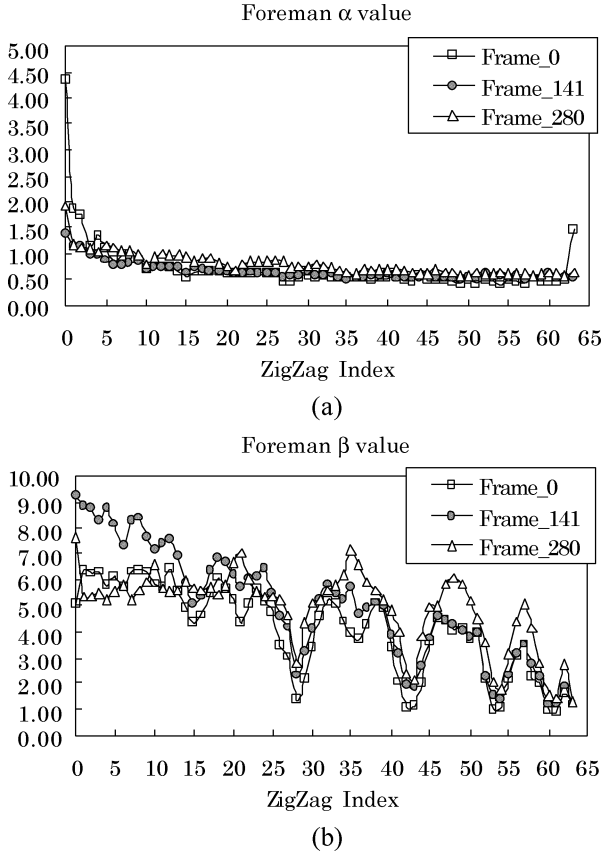 Foreman α value
5.00
4.50
4.00
3.50
3.00
2.50
2.00
1.50
1.00
0.50
0.00
Frame_0
Frame_141
Frame_280
0 5 10 15 20 25 30 35 40 45 50 55 60 65
ZigZag Index
(a)
Foreman β value
10.00
9.00
8.00
7.00
6.00
5.00
4.00
3.00
2.00
1.00
0.00
Frame_0
Frame_141
Frame_280
0 5 10 15 20 25 30 35 40 45 50 55 60 65
ZigZag Index
(b)